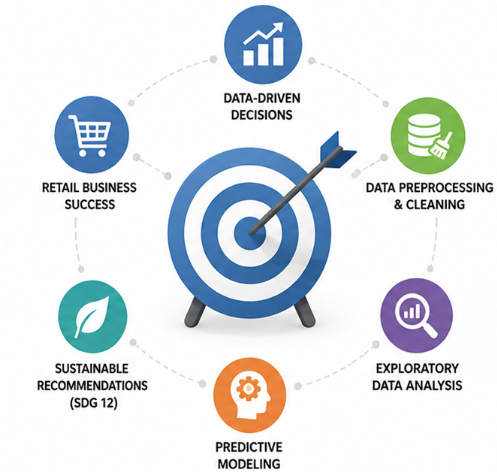 DATA-DRIVEN
DECISIONS
DATA PREPROCESSING
& CLEANING
EXPLORATORY
DATA ANALYSIS
PREDICTIVE
MODELING
SUSTAINABLE
RECOMMENDATIONS
(SDG 12)
RETAIL BUSINESS
SUCCESS